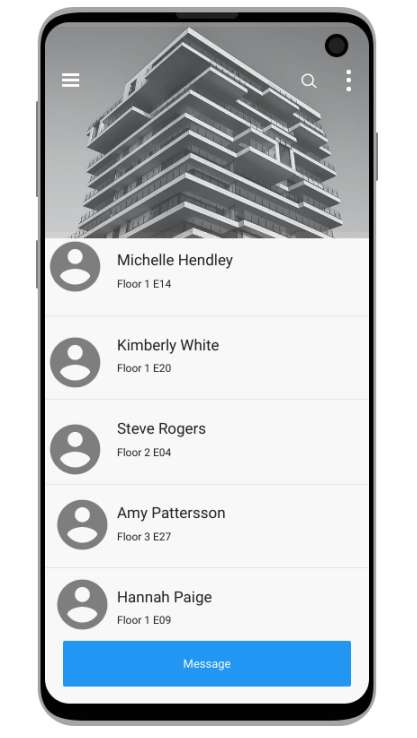 Michelle Hendley
Floor 1 E14
Kimberly White
Floor 1 E20
Steve Rogers
Floor 2 E04
Amy Pattersson
Floor 3 E27
Hannah Paige
Floor 1 E09
Message